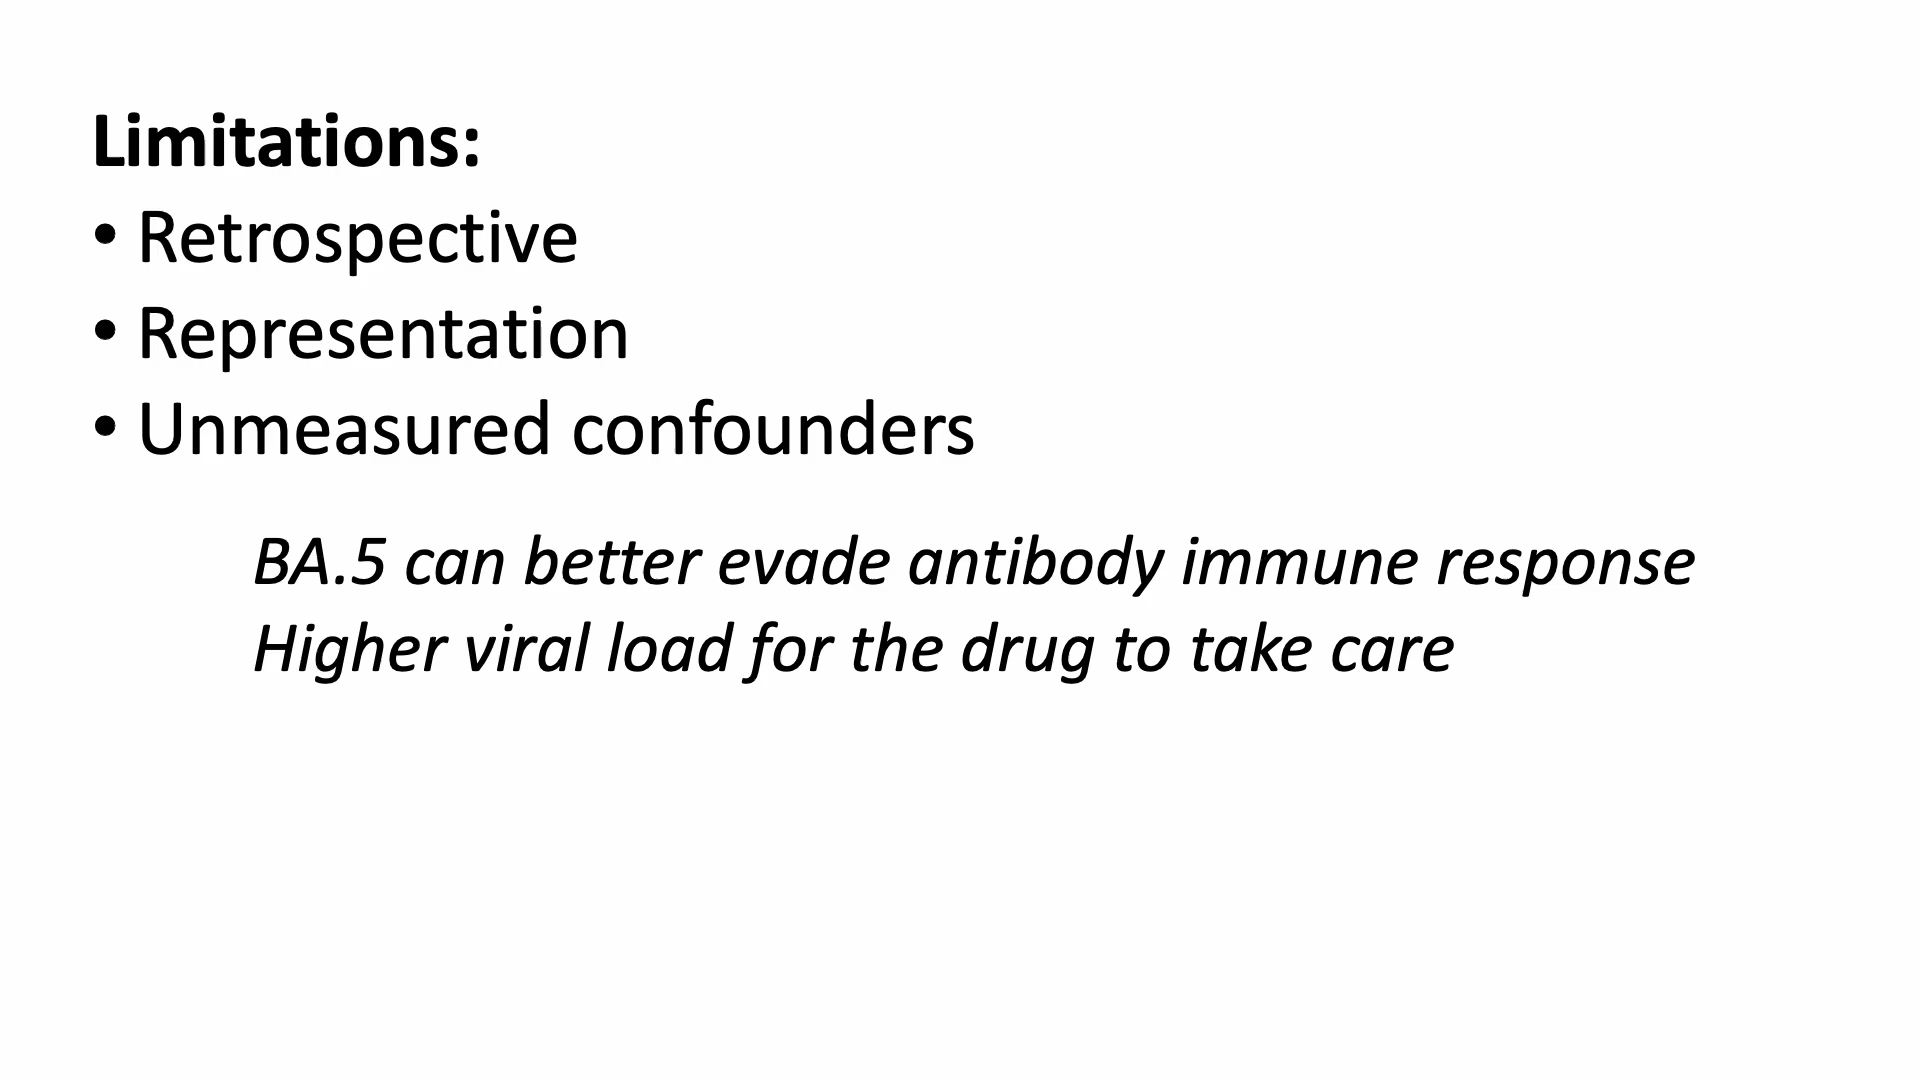 Limitations:
• Retrospective
• Representation
• Unmeasured confounders
BA.5 can better evade antibody immune response
Higher viral load for the drug to take care